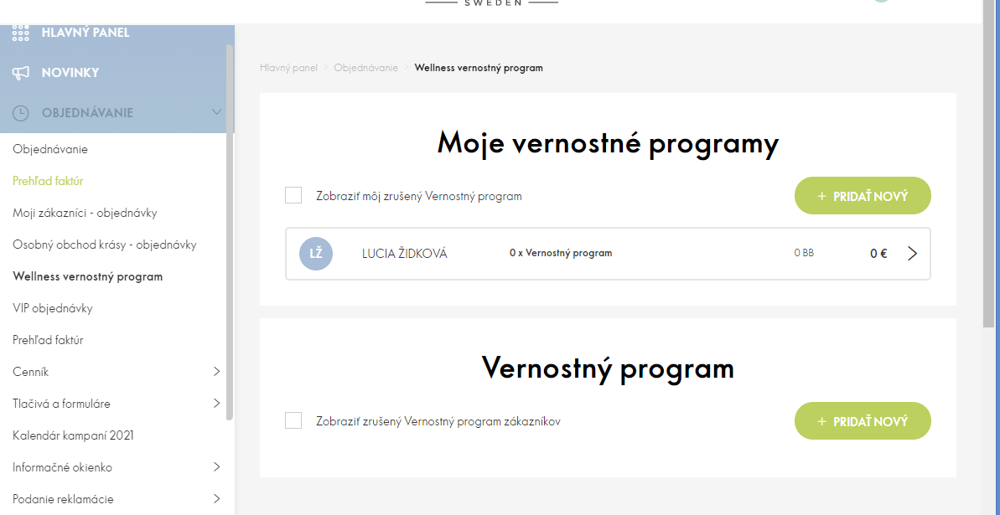 SWEDEN
HLAVNÝ PANEL
NOVINKY
OBJEDNÁVANIE
Objednávanie
Prehľad faktúr
Moji zákazníci - objednávky
Osobný obchod krásy - objednávky
Wellness vernostný program
VIP objednávky
Prehľad faktúr
Cenník
Tlačivá a formuláre
Kalendár kampaní 2021
Informačné okienko
Podanie reklamácie
Hlavný panel > Objednávanie > Wellness vernostný program
Moje vernostné programy
Zobraziť môj zrušený Vernostný program
+ PRIDAŤ NOVÝ
LŽ LUCIA ŽIDKOVÁ 0 x Vernostný program 0 BB 0 €
Vernostný program
Zobraziť zrušený Vernostný program zákazníkov
+ PRIDAŤ NOVÝ